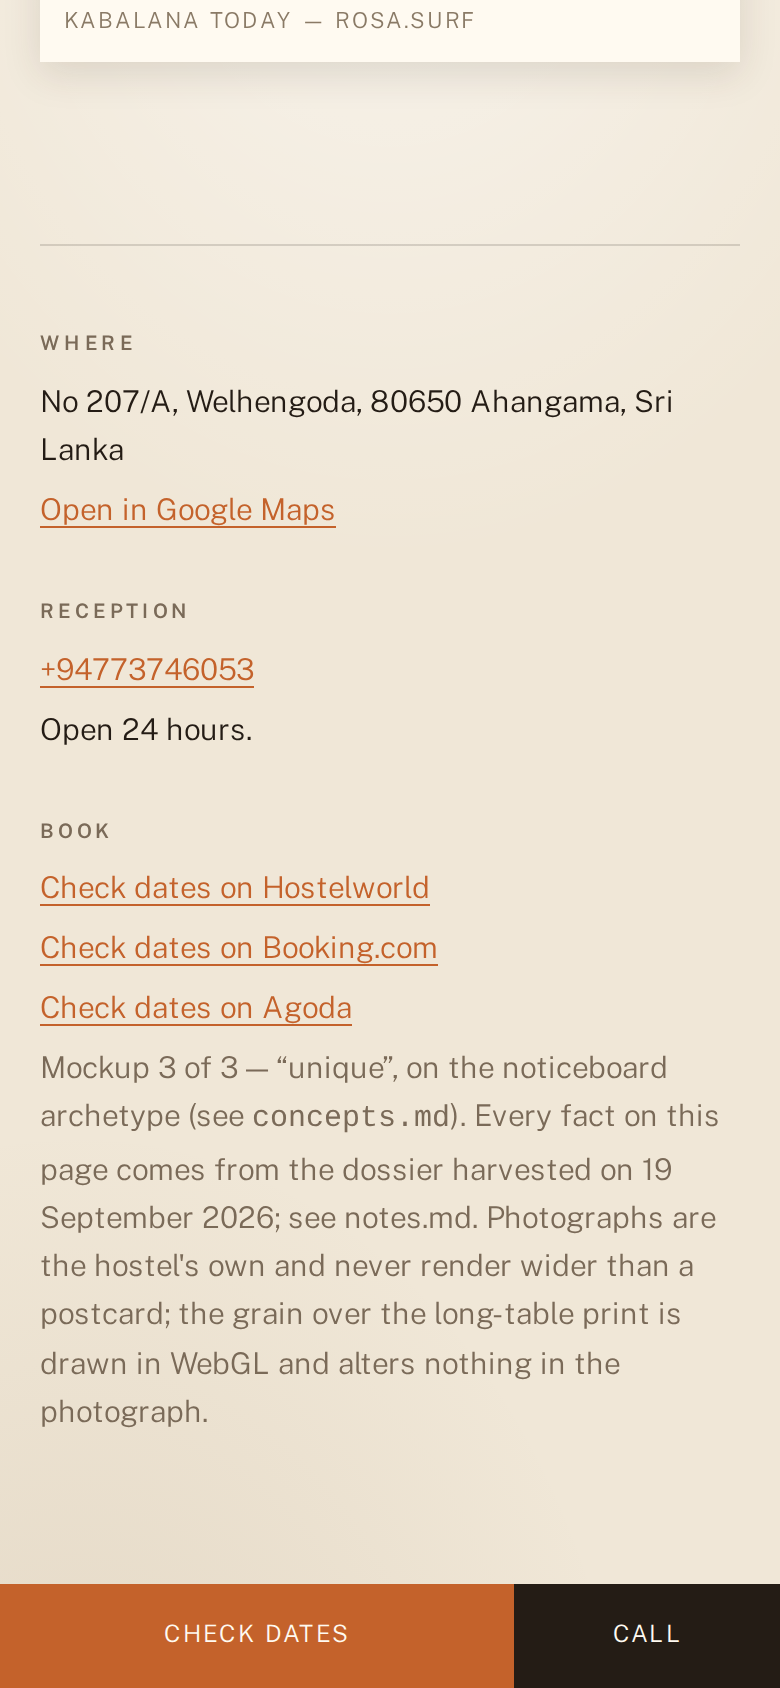 KABALANA TODAY — ROSA.SURF
WHERE
No 207/A, Welhengoda, 80650 Ahangama, Sri
Lanka
Open in Google Maps
RECEPTION
+94773746053
Open 24 hours.
BOOK
Check dates on Hostelworld
Check dates on Booking.com
Check dates on Agoda
Mockup 3 of 3 — “unique”, on the noticeboard
archetype (see concepts.md). Every fact on this
page comes from the dossier harvested on 19
September 2026; see notes.md. Photographs are
the hostel's own and never render wider than a
postcard; the grain over the long-table print is
drawn in WebGL and alters nothing in the
photograph.
CHECK DATES
CALL